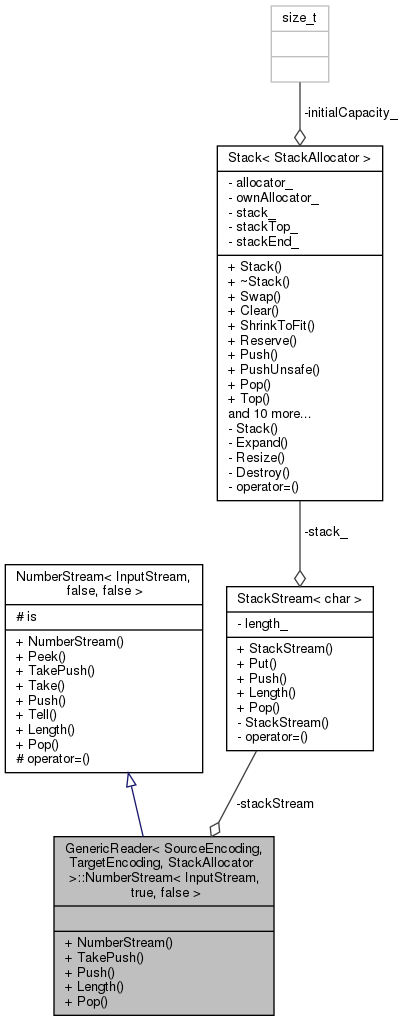 size_t
-initialCapacity_
Stack< StackAllocator >
- allocator_
- ownAllocator_
- stack_
- stackTop_
- stackEnd_
+ Stack()
+ ~Stack()
+ Swap()
+ Clear()
+ ShrinkToFit()
+ Reserve()
+ Push()
+ PushUnsafe()
+ Pop()
+ Top()
and 10 more...
- Stack()
- Expand()
- Resize()
- Destroy()
- operator=()
-stack_
NumberStream< InputStream,
false, false >
# is
+ NumberStream()
+ Peek()
+ TakePush()
+ Take()
+ Push()
+ Tell()
+ Length()
+ Pop()
# operator=()
StackStream< char >
- length_
+ StackStream()
+ Put()
+ Push()
+ Length()
+ Pop()
- StackStream()
- operator=()
-stackStream
GenericReader< SourceEncoding,
TargetEncoding, StackAllocator
>::NumberStream< InputStream,
true, false >
+ NumberStream()
+ TakePush()
+ Push()
+ Length()
+ Pop()